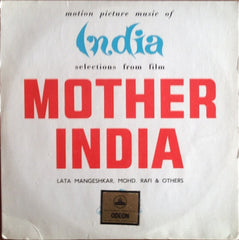 motion picture music of
India
selections from film
MOTHER
INDIA
LATA MANGESHKAR, MOHD. RAFI & OTHERS
ODEON